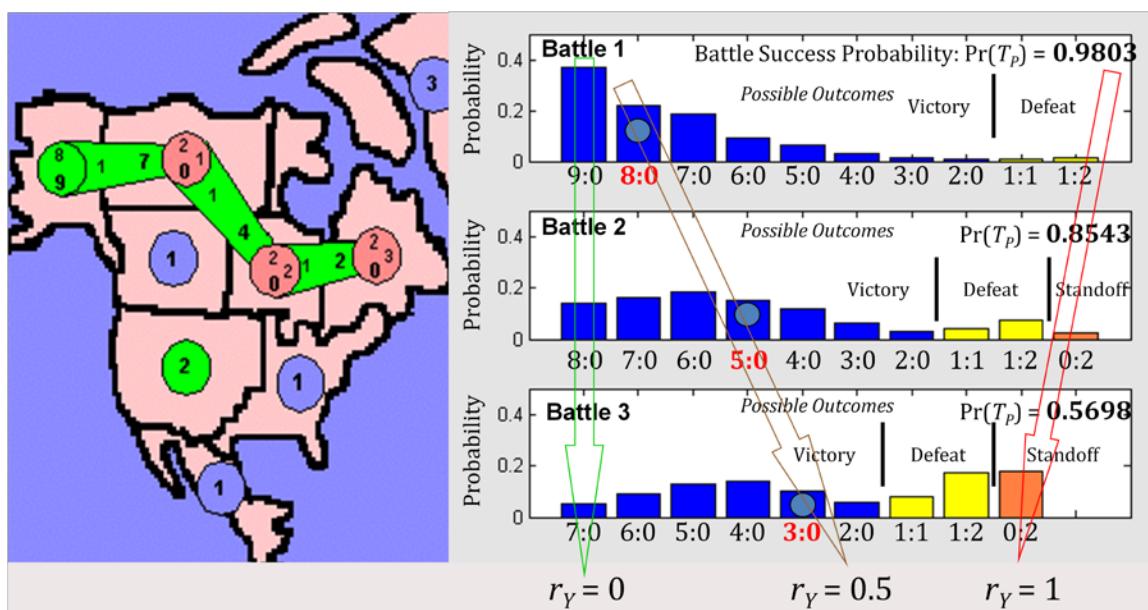 3
8
9
1
7
2
1
0
1
4
2
2
0
1
2
2
3
0
1
2
1
1
Battle 1
Battle Success Probability: Pr(T_P) = 0.9803
Possible Outcomes
Victory
Defeat
Probability
0.4
0.2
0
9:0 8:0 7:0 6:0 5:0 4:0 3:0 2:0 1:1 1:2
Battle 2
Possible Outcomes
Pr(T_P) = 0.8543
Victory
Defeat
Standoff
Probability
0.4
0.2
0
8:0 7:0 6:0 5:0 4:0 3:0 2:0 1:1 1:2 0:2
Battle 3
Possible Outcomes
Pr(T_P) = 0.5698
Victory
Defeat
Standoff
Probability
0.4
0.2
0
7:0 6:0 5:0 4:0 3:0 2:0 1:1 1:2 0:2
r_Y = 0
r_Y = 0.5
r_Y = 1